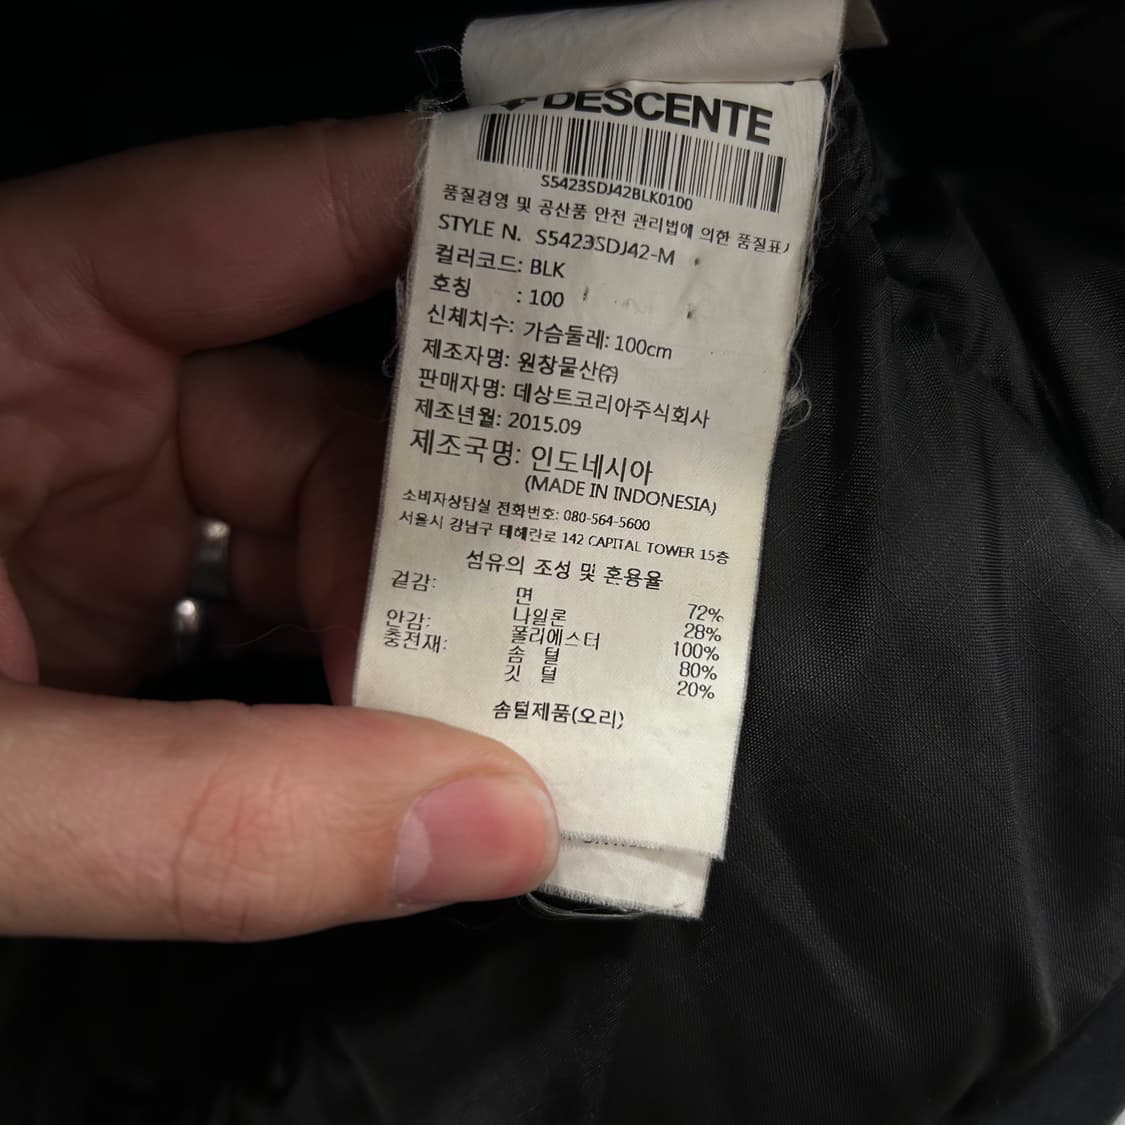 DESCENTE
S5423SDJ42BLK0100
품질경영 및 공산품 안전 관리법에 의한 품질표
STYLE N. S5423SDJ42-M
컬러코드: BLK
호칭 : 100
신체치수: 가슴둘레: 100cm
제조자명: 원창물산㈜
판매자명: 데상트코리아주식회사
제조년월: 2015.09
제조국명: 인도네시아
(MADE IN INDONESIA)
소비자상담실 전화번호: 080-564-5600
서울시 강남구 테헤란로 142 CAPITAL TOWER 15층
섬유의 조성 및 혼용율
겉감: 면 72%
나일론 28%
안감: 폴리에스터 100%
충전재: 솜 털 80%
깃 털 20%
솜털제품(오리)